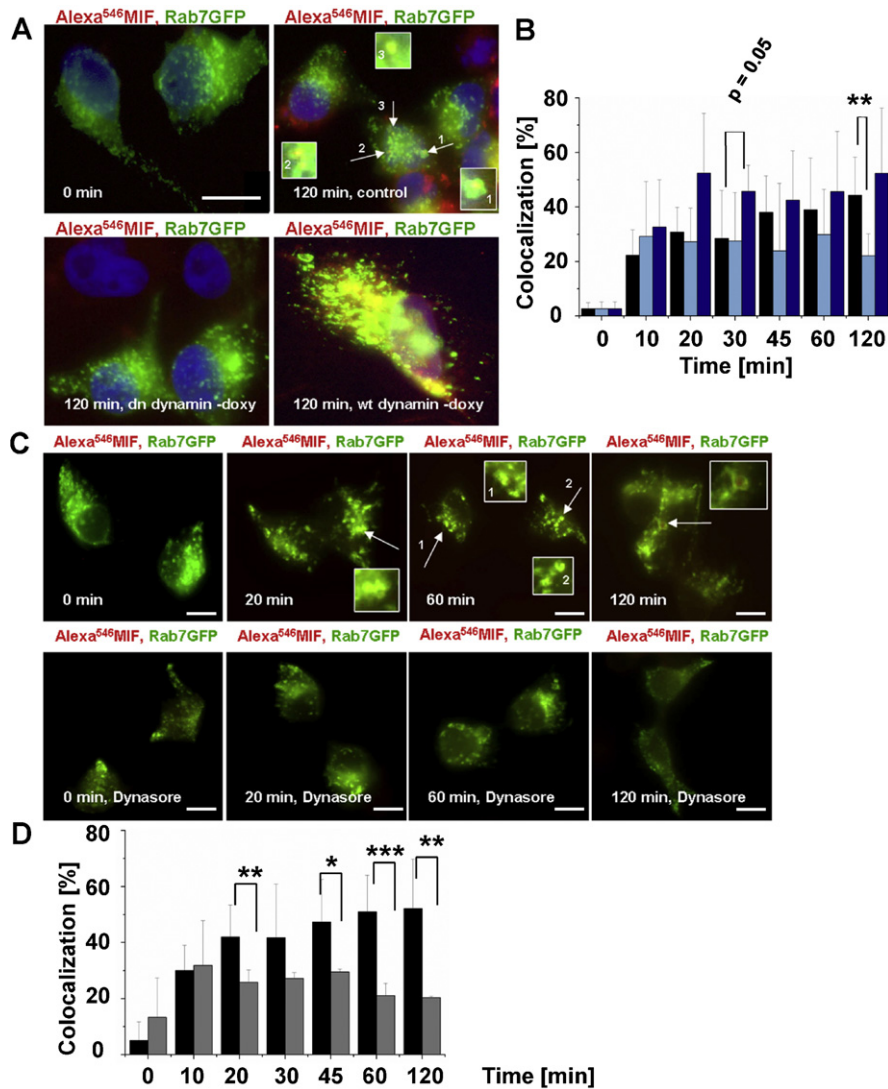 A
Alexa⁵⁴⁶MIF, Rab7GFP
Alexa⁵⁴⁶MIF, Rab7GFP
0 min
3
3
2
1
2
1
120 min, control
Alexa⁵⁴⁶MIF, Rab7GFP
Alexa⁵⁴⁶MIF, Rab7GFP
120 min, dn dynamin -doxy
120 min, wt dynamin -doxy
B
p = 0.05
**
80
60
40
20
0
Colocalization [%]
0 10 20 30 45 60 120
Time [min]
C
Alexa⁵⁴⁶MIF, Rab7GFP
Alexa⁵⁴⁶MIF, Rab7GFP
Alexa⁵⁴⁶MIF, Rab7GFP
Alexa⁵⁴⁶MIF, Rab7GFP
0 min
20 min
1
2
1
2
60 min
120 min
Alexa⁵⁴⁶MIF, Rab7GFP
Alexa⁵⁴⁶MIF, Rab7GFP
Alexa⁵⁴⁶MIF, Rab7GFP
Alexa⁵⁴⁶MIF, Rab7GFP
0 min, Dynasore
20 min, Dynasore
60 min, Dynasore
120 min, Dynasore
D
80
60
40
20
0
Colocalization [%]
**
*
***
**
0 10 20 30 45 60 120
Time [min]